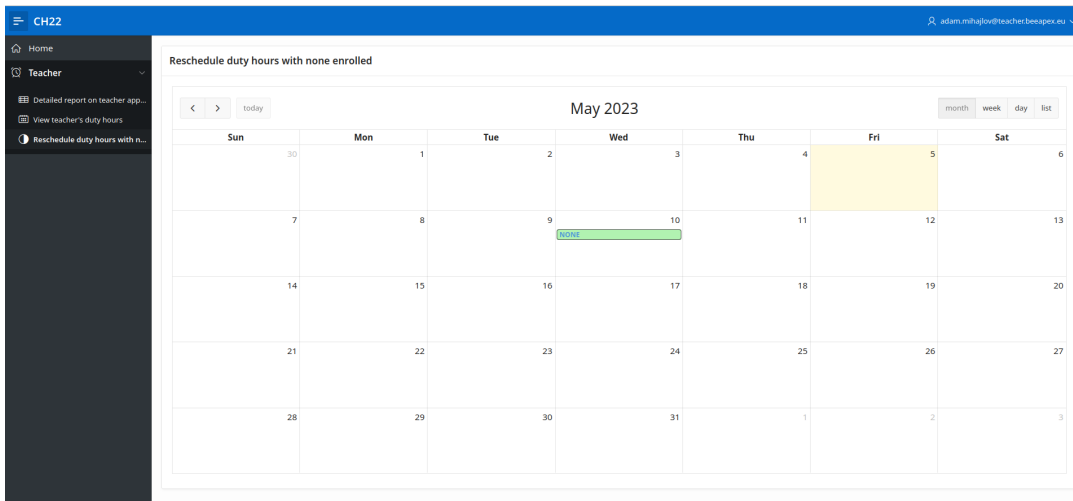 CH22
adam.mihajlov@teacher.beeapex.eu
Home
Teacher
Detailed report on teacher app...
View teacher's duty hours
Reschedule duty hours with n...
Reschedule duty hours with none enrolled
today
May 2023
month week day list
Sun Mon Tue Wed Thu Fri Sat
30 1 2 3 4 5 6
7 8 9 10 11 12 13
NONE
14 15 16 17 18 19 20
21 22 23 24 25 26 27
28 29 30 31 1 2 3